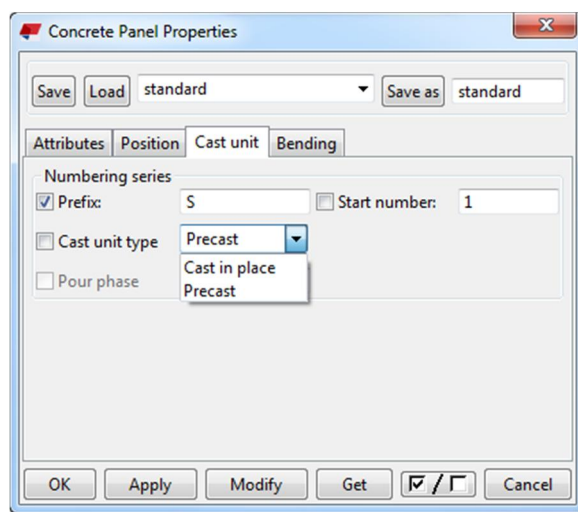 Concrete Panel Properties
Save Load standard Save as standard
Attributes Position Cast unit Bending
Numbering series
Prefix: S Start number: 1
Cast unit type Precast
Cast in place
Pour phase
Precast
OK Apply Modify Get / Cancel